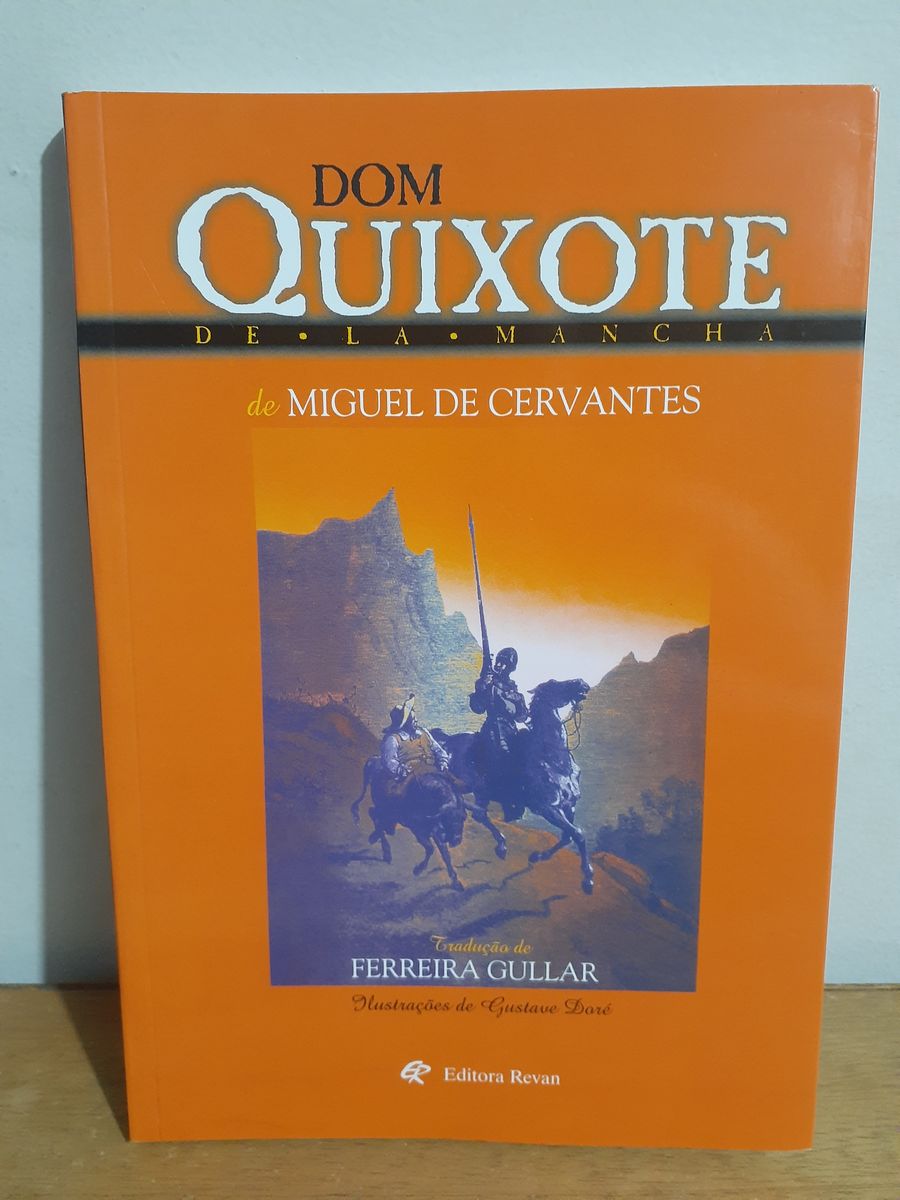 DOM
QUIXOTE
DE • LA • MANCHA
de MIGUEL DE CERVANTES
Tradução de
FERREIRA GULLAR
Ilustrações de Gustave Doré
ER Editora Revan